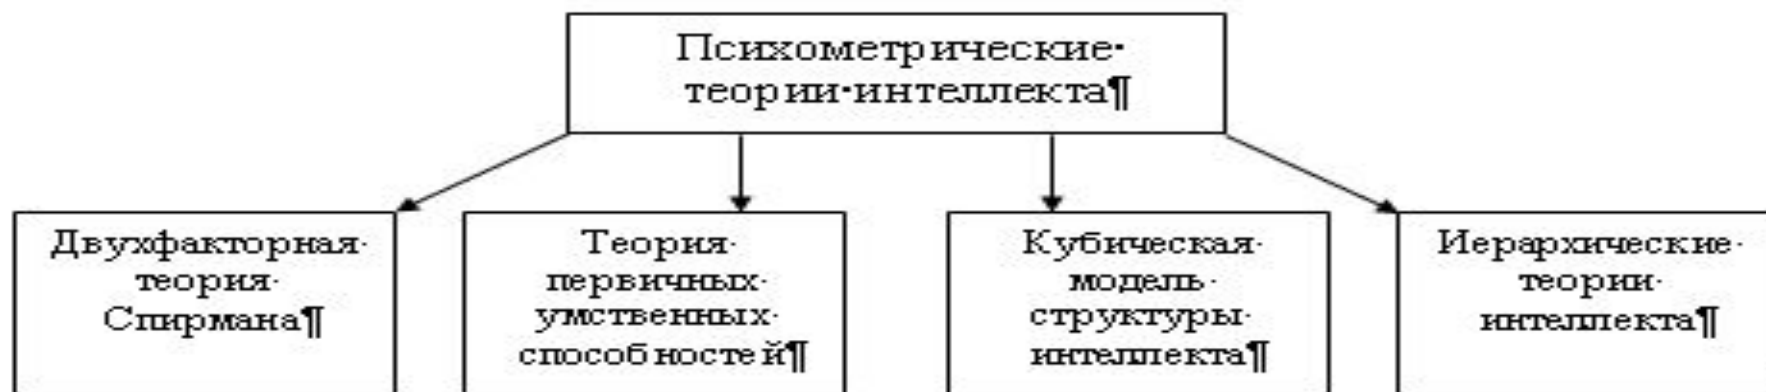 Психометрические·
теории·интеллекта¶
Двухфакторная·
теория·
Спирмана¶
Теория·
первичных·
умственных·
способностей¶
Кубическая·
модель·
структуры·
интеллекта¶
Иерархические·
теории·
интеллекта¶